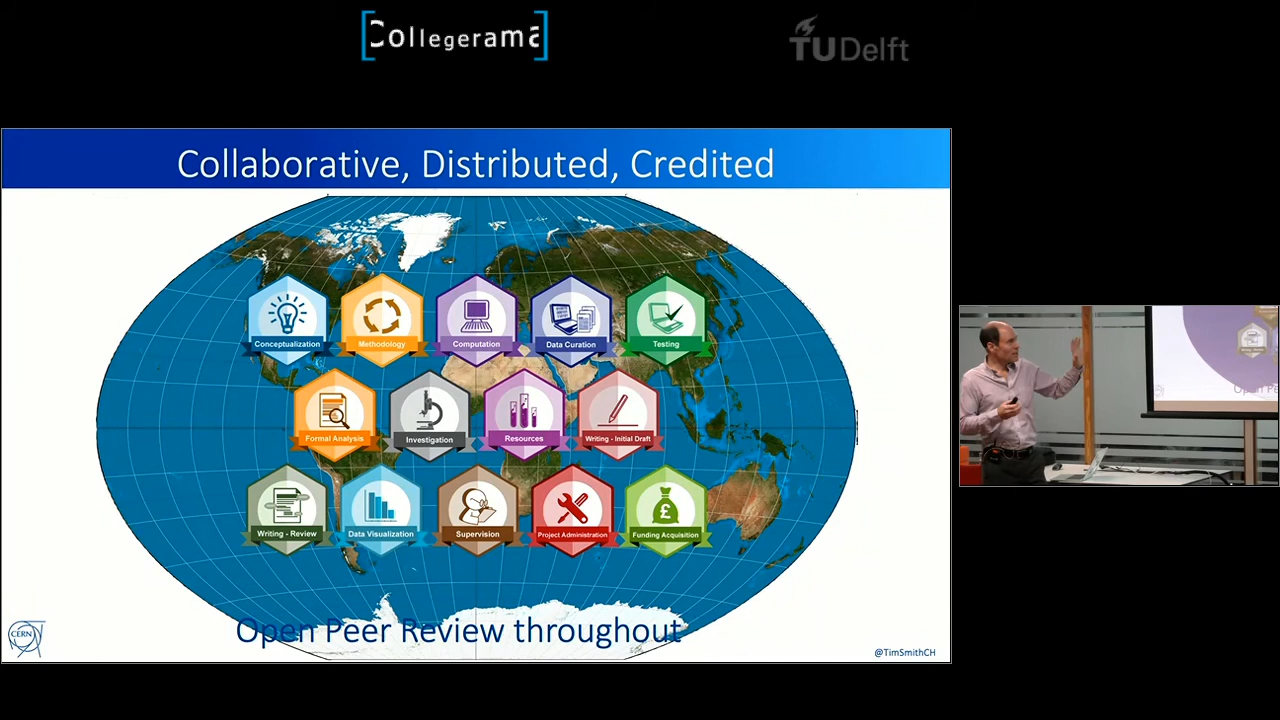 Collegerama
TU Delft
Collaborative, Distributed, Credited
Conceptualization
Methodology
Computation
Data Curation
Testing
Formal Analysis
Investigation
Resources
Writing - Initial Draft
Writing - Review
Data Visualization
Supervision
Project Administration
£
Funding Acquisition
Open Peer Review throughout
CERN
@TimSmithCH